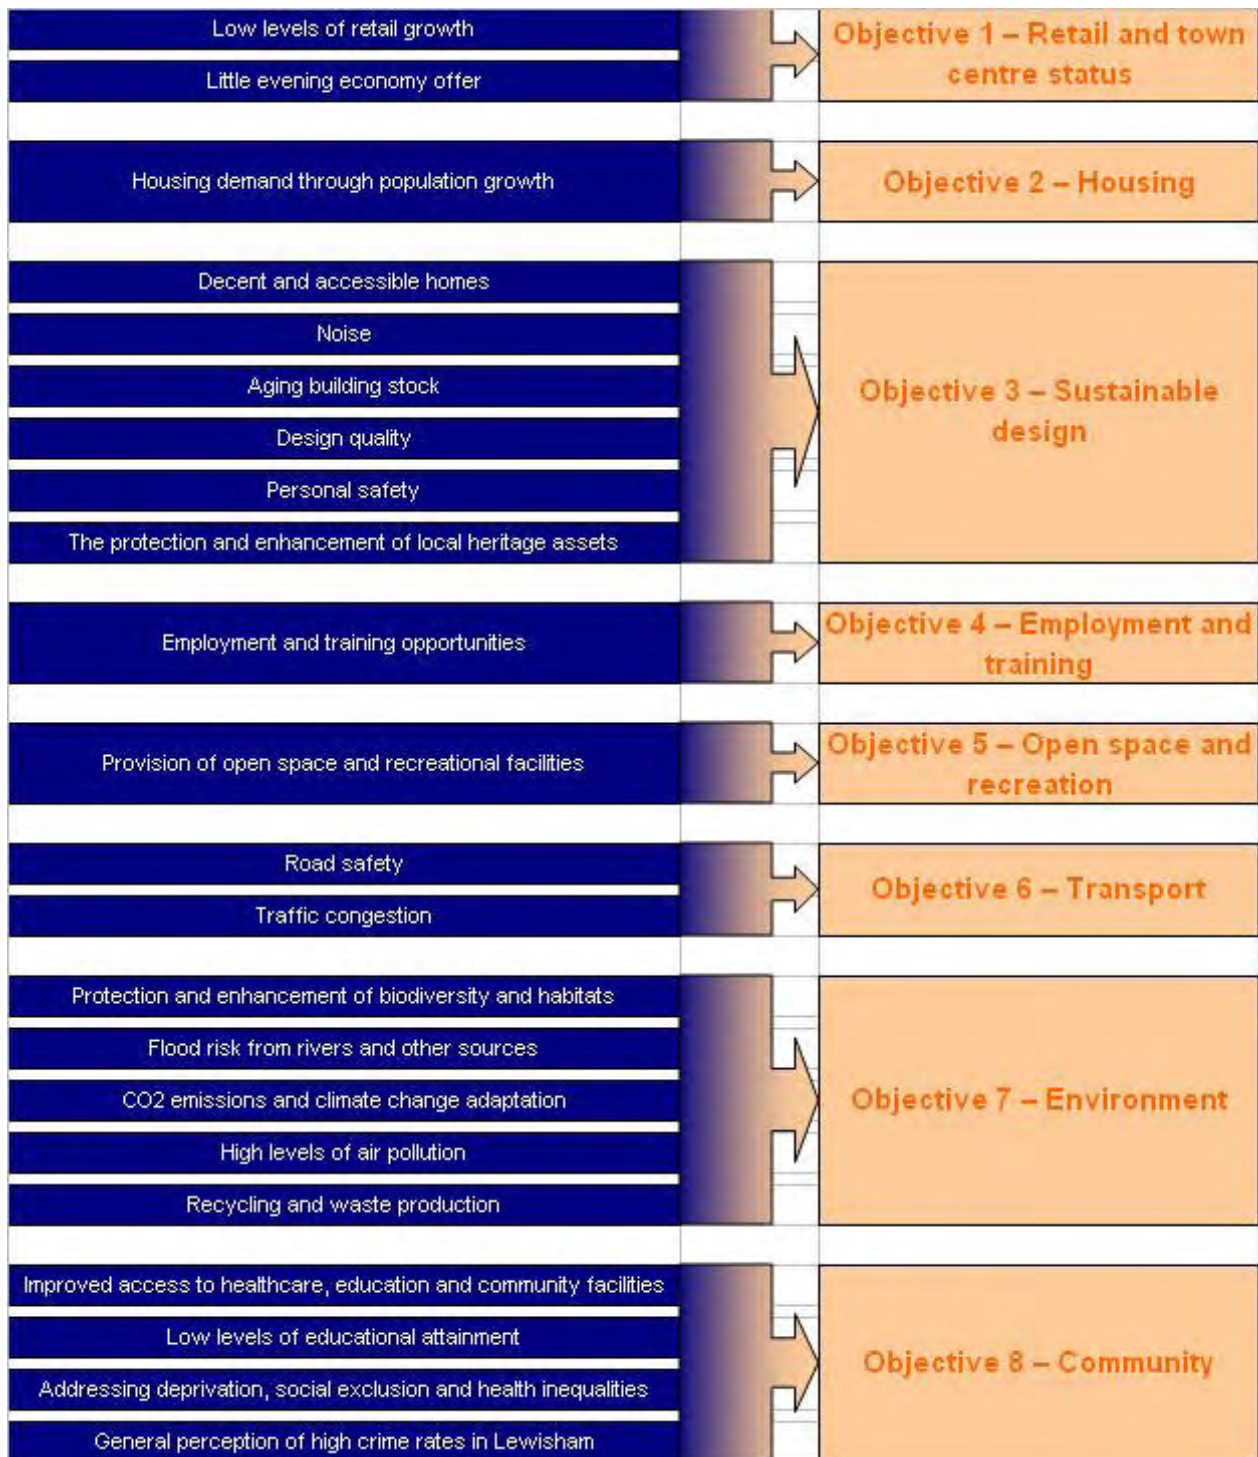 Low levels of retail growth
Little evening economy offer
Objective 1 – Retail and town
centre status
Housing demand through population growth
Objective 2 – Housing
Decent and accessible homes
Noise
Aging building stock
Design quality
Personal safety
The protection and enhancement of local heritage assets
Objective 3 – Sustainable
design
Employment and training opportunities
Objective 4 – Employment and
training
Provision of open space and recreational facilities
Objective 5 – Open space and
recreation
Road safety
Traffic congestion
Objective 6 – Transport
Protection and enhancement of biodiversity and habitats
Flood risk from rivers and other sources
CO2 emissions and climate change adaptation
High levels of air pollution
Recycling and waste production
Objective 7 – Environment
Improved access to healthcare, education and community facilities
Low levels of educational attainment
Addressing deprivation, social exclusion and health inequalities
General perception of high crime rates in Lewisham
Objective 8 – Community